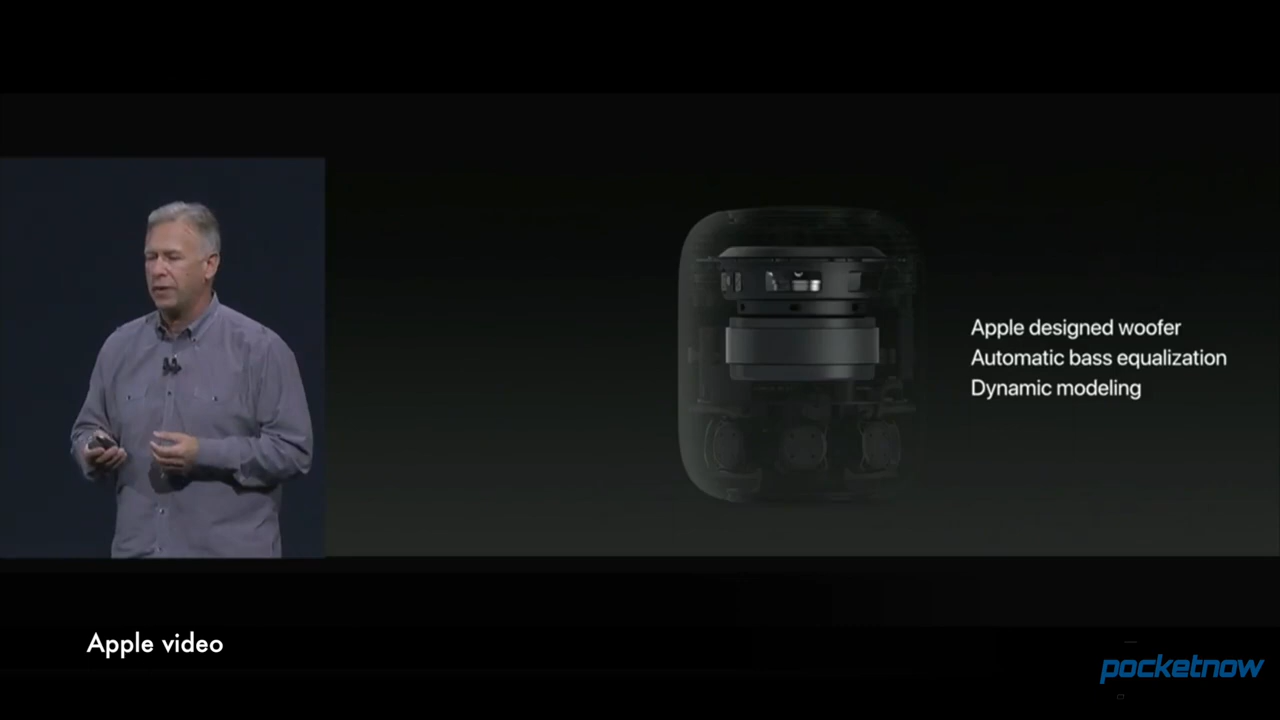 Apple designed woofer
Automatic bass equalization
Dynamic modeling
Apple video
pocketnow